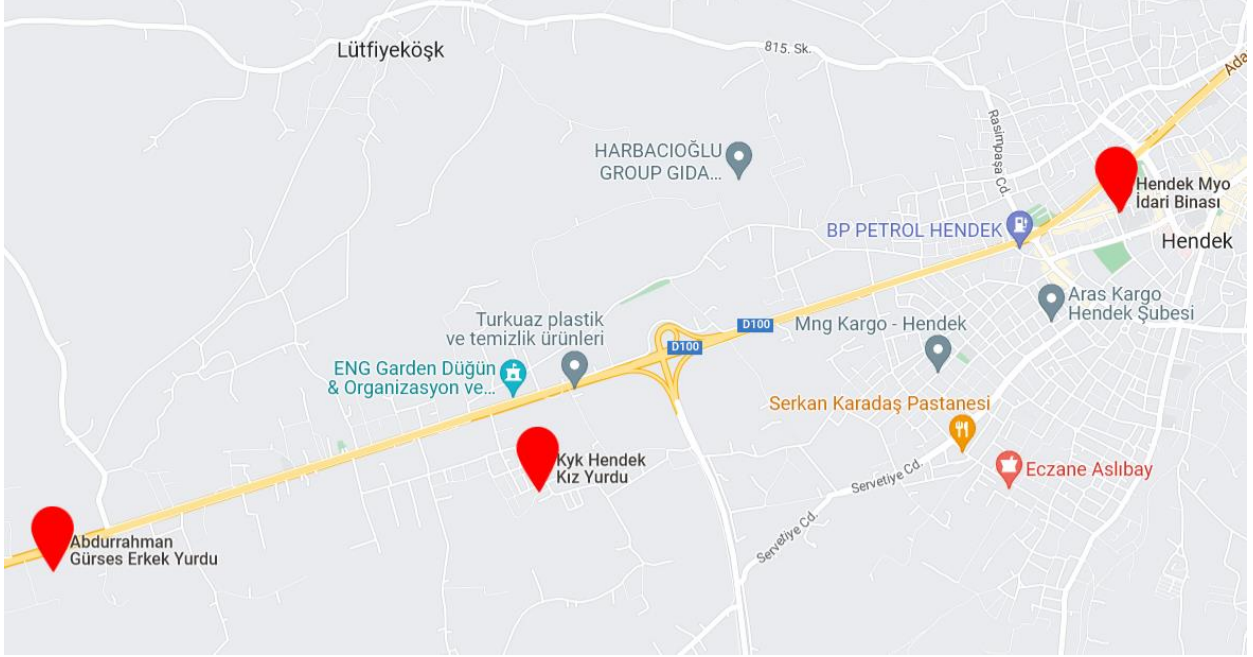 Lütfiyeköşk
815. Sk.
Ada
Rasimpaşa Cd.
HARBACIOĞLU
GROUP GIDA...
Hendek Myo
İdari Binası
BP PETROL HENDEK
Hendek
Aras Kargo
Hendek Şubesi
Turkuaz plastik
ve temizlik ürünleri
D100
Mng Kargo - Hendek
D100
ENG Garden Düğün
& Organizasyon ve...
Serkan Karadaş Pastanesi
Kyk Hendek
Kız Yurdu
Servetiye Cd.
Eczane Aslıbay
Servetiye Cd.
Abdurrahman
Gürses Erkek Yurdu